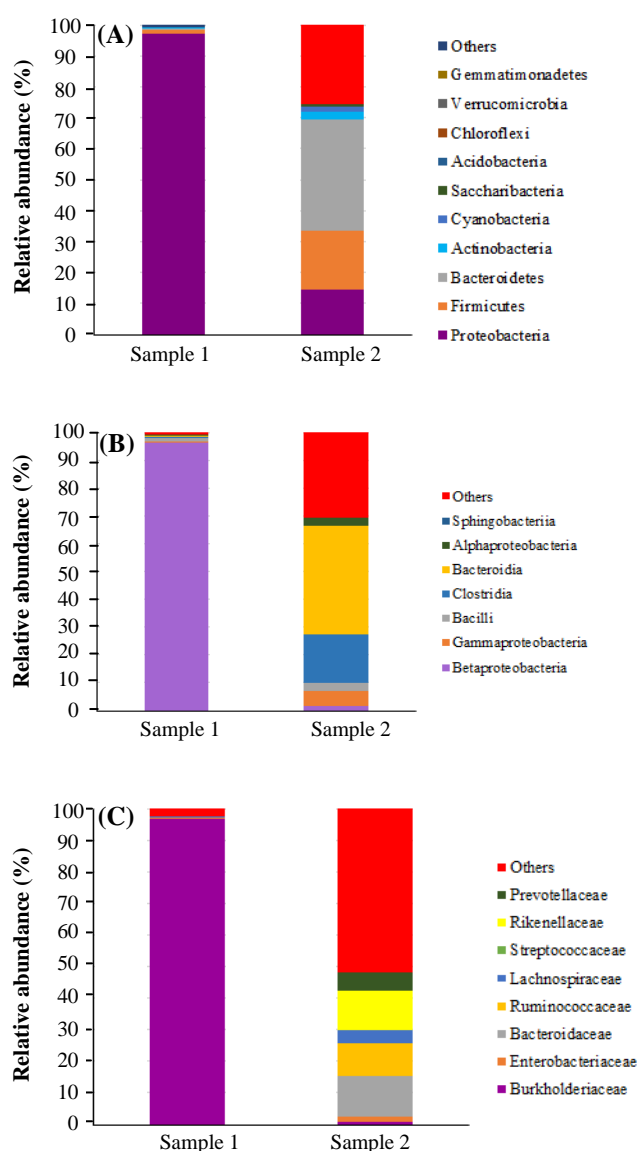 (A)
Relative abundance (%)
100
90
80
70
60
50
40
30
20
10
0
Sample 1
Sample 2
Others
Gemmatimonadetes
Verrucomicrobia
Chloroflexi
Acidobacteria
Saccharibacteria
Cyanobacteria
Actinobacteria
Bacteroidetes
Firmicutes
Proteobacteria
(B)
Relative abundance (%)
100
90
80
70
60
50
40
30
20
10
0
Sample 1
Sample 2
Others
Sphingobacteriia
Alphaproteobacteria
Bacteroidia
Clostridia
Bacilli
Gammaproteobacteria
Betaproteobacteria
(C)
Relative abundance (%)
100
90
80
70
60
50
40
30
20
10
0
Sample 1
Sample 2
Others
Prevotellaceae
Rikenellaceae
Streptococcaceae
Lachnospiraceae
Ruminococcaceae
Bacteroidaceae
Enterobacteriaceae
Burkholderiaceae